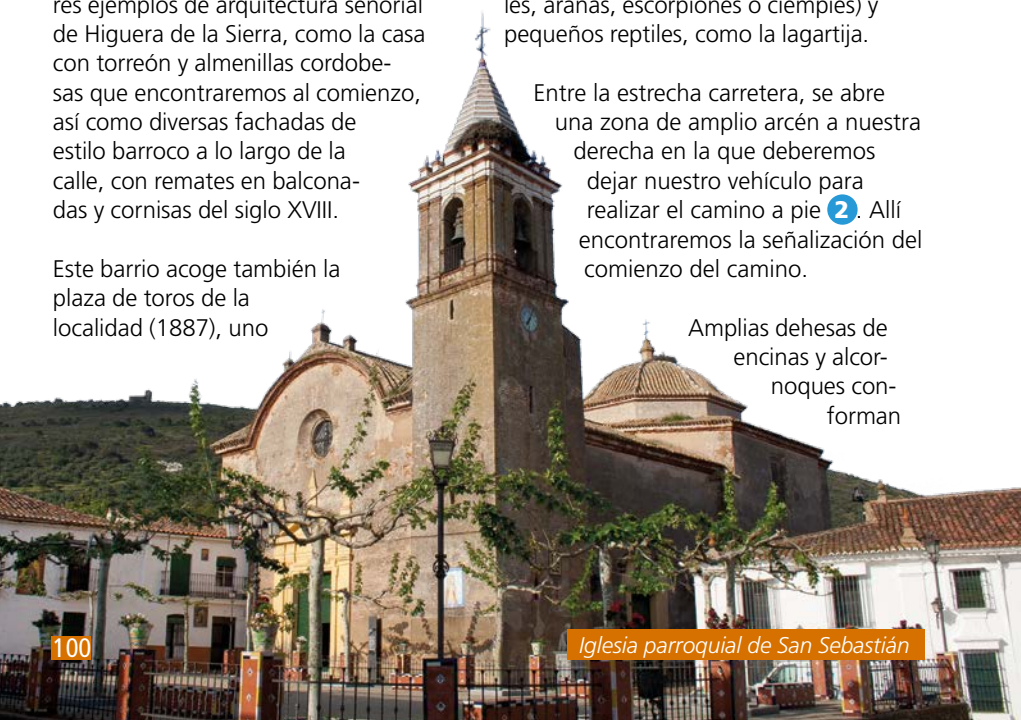 res ejemplos de arquitectura señorial
de Higuera de la Sierra, como la casa
con torreón y almenillas cordobe-
sas que encontraremos al comienzo,
así como diversas fachadas de
estilo barroco a lo largo de la
calle, con remates en balcona-
das y cornisas del siglo XVIII.
Este barrio acoge también la
plaza de toros de la
localidad (1887), uno
les, arañas, escorpiones o ciempiés) y
pequeños reptiles, como la lagartija.
Entre la estrecha carretera, se abre
una zona de amplio arcén a nuestra
derecha en la que deberemos
dejar nuestro vehículo para
realizar el camino a pie 2. Allí
encontraremos la señalización del
comienzo del camino.
Amplias dehesas de
encinas y alcor-
noques con-
forman
100
Iglesia parroquial de San Sebastián